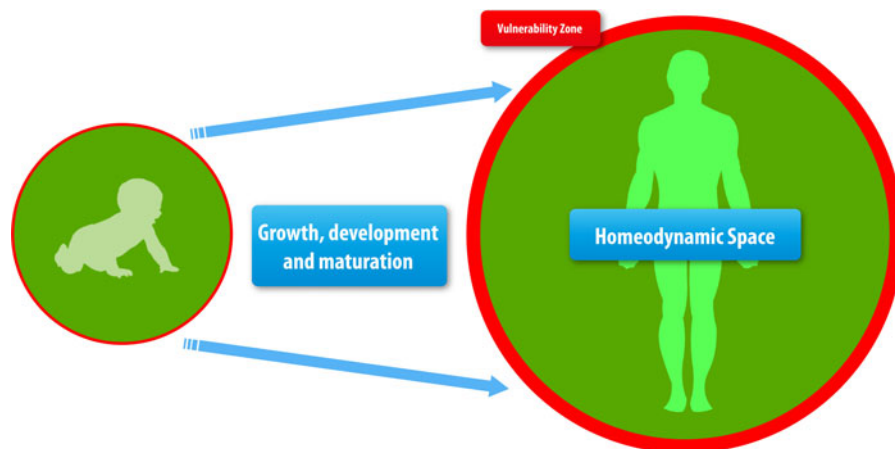 Vulnerability Zone
Growth, development
and maturation
Homeodynamic Space